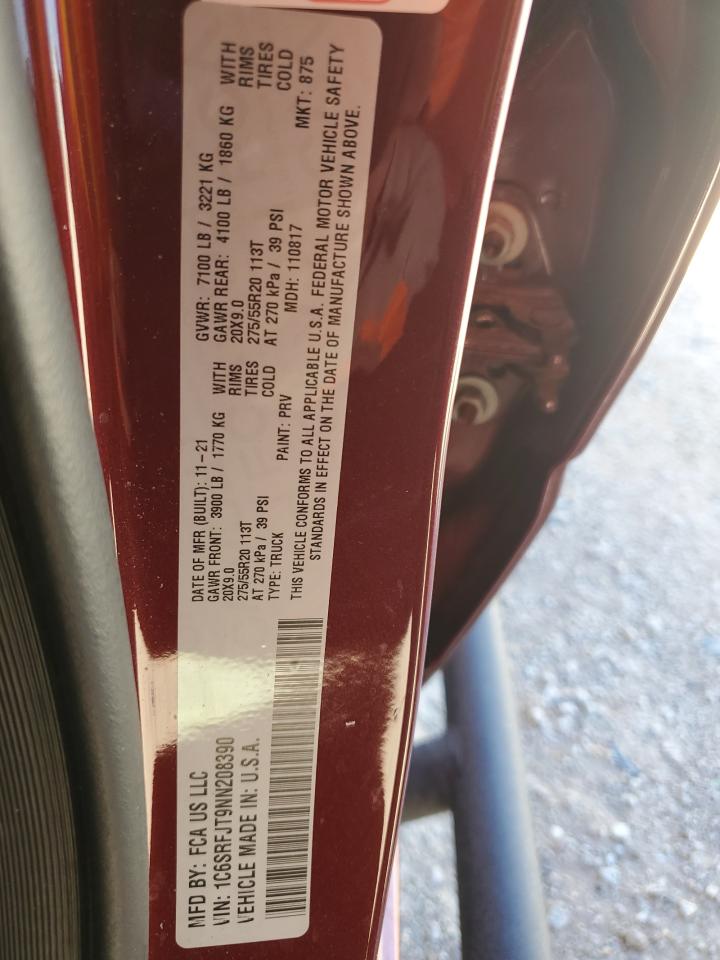 MFD BY: FCA US LLC
VIN: 1C6SRFJT9NN208390
VEHICLE MADE IN: U.S.A.
DATE OF MFR (BUILT): 11-21
GAWR FRONT: 3900 LB / 1770 KG WITH
20X9.0 RIMS
275/55R20 113T TIRES
AT 270 kPa / 39 PSI COLD
TYPE: TRUCK PAINT: PRV
GVWR: 7100 LB / 3221 KG
GAWR REAR: 4100 LB / 1860 KG WITH
20X9.0 RIMS
275/55R20 113T TIRES
AT 270 kPa / 39 PSI COLD
MDH: 110817 MKT: 875
THIS VEHICLE CONFORMS TO ALL APPLICABLE U.S.A. FEDERAL MOTOR VEHICLE SAFETY
STANDARDS IN EFFECT ON THE DATE OF MANUFACTURE SHOWN ABOVE.